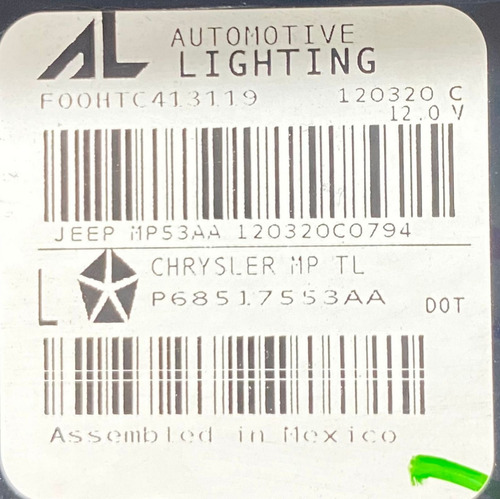 AL AUTOMOTIVE
LIGHTING
F00HTC413119 120320 C
12.0 V
JEEP MP53AA 120320C0794
CHRYSLER MP TL
L P68517553AA DOT
Assembled in Mexico